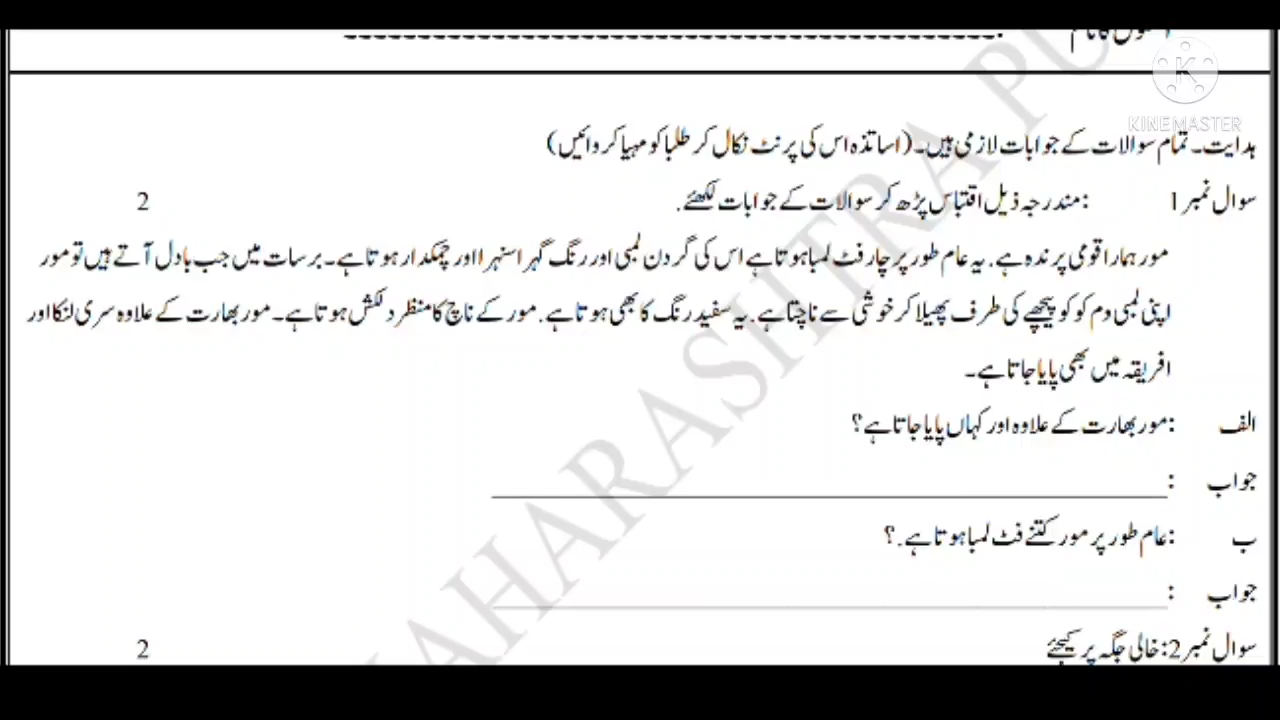 کا نام :
KINEMASTER
ہدایت۔ تمام سوالات کے جوابات لازمی ہیں۔ (اساتذہ اس کی پرنٹ نکال کر طلبا کو مہیا کروائیں)
سوال نمبر 1 :مندرجہ ذیل اقتباس پڑھ کر سوالات کے جوابات لکھئے. 2
مور ہمارا قومی پرندہ ہے. یہ عام طور پر چار فٹ لمبا ہوتا ہے اس کی گردن لمبی اور رنگ گہرا سنہرا اور چمکدار ہوتا ہے۔ برسات میں جب بادل آتے ہیں تو مور
اپنی لمبی دم کو کو پیچھے کی طرف پھیلا کر خوشی سے ناچتا ہے. یہ سفید رنگ کا بھی ہوتا ہے. مور کے ناچ کا منظر دلکش ہوتا ہے۔ مور بھارت کے علاوہ سری لنکا اور
افریقہ میں بھی پایا جاتا ہے۔
الف :مور بھارت کے علاوہ اور کہاں پایا جاتا ہے؟
جواب :
ب :عام طور پر مور کتنے فٹ لمبا ہوتا ہے.؟
جواب :
سوال نمبر 2: خالی جگہ پر کیجئے 2
MAHARASHTRA PU